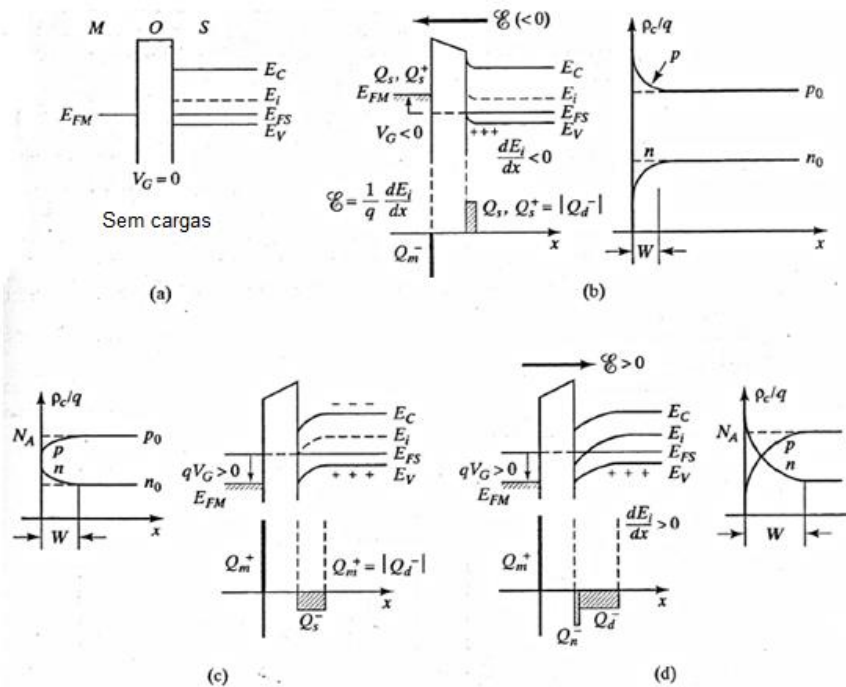 M O S
E_C
E_i
E_FM E_FS
E_V
V_G = 0
Sem cargas
(a)
ℰ (<0)
Q_s, Q_s^+
E_C
E_i
E_FM
E_FS
V_G < 0
+++
E_V
dE_i/dx < 0
ℰ = 1/q dE_i/dx
Q_s, Q_s^+ = |Q_d^-|
x
Q_m^-
ρ_c/q
p
p_0
n
n_0
x
W
(b)
ρ_c/q
N_A
p_0
p
n
n_0
x
W
- - -
E_C
E_i
E_FS
qV_G > 0
E_V
+ + +
E_FM
Q_m^+
Q_m^+ = |Q_d^-|
x
Q_s^-
(c)
ℰ > 0
E_C
E_i
E_FS
qV_G > 0
E_V
+ + +
E_FM
dE_i/dx > 0
Q_m^+
x
Q_n^- Q_d^-
(d)
ρ_c/q
N_A
p
n
x
W